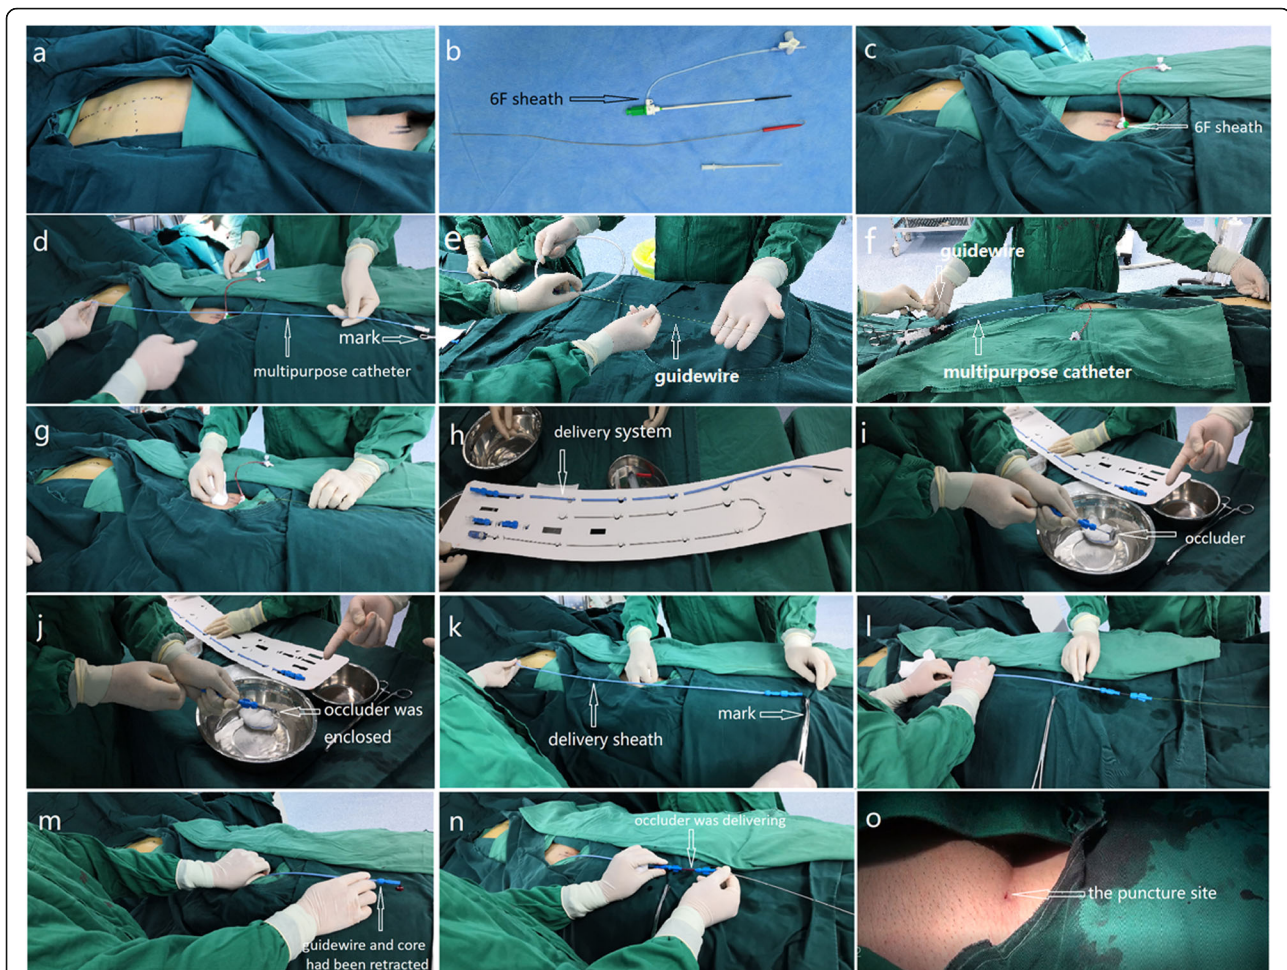 a
b
6F sheath
c
6F sheath
d
mark
multipurpose catheter
e
guidewire
f
guidewire
multipurpose catheter
g
h
delivery system
i
occluder
j
occluder was
enclosed
k
mark
delivery sheath
l
m
guidewire and core
had been retracted
n
occluder was delivering
o
the puncture site